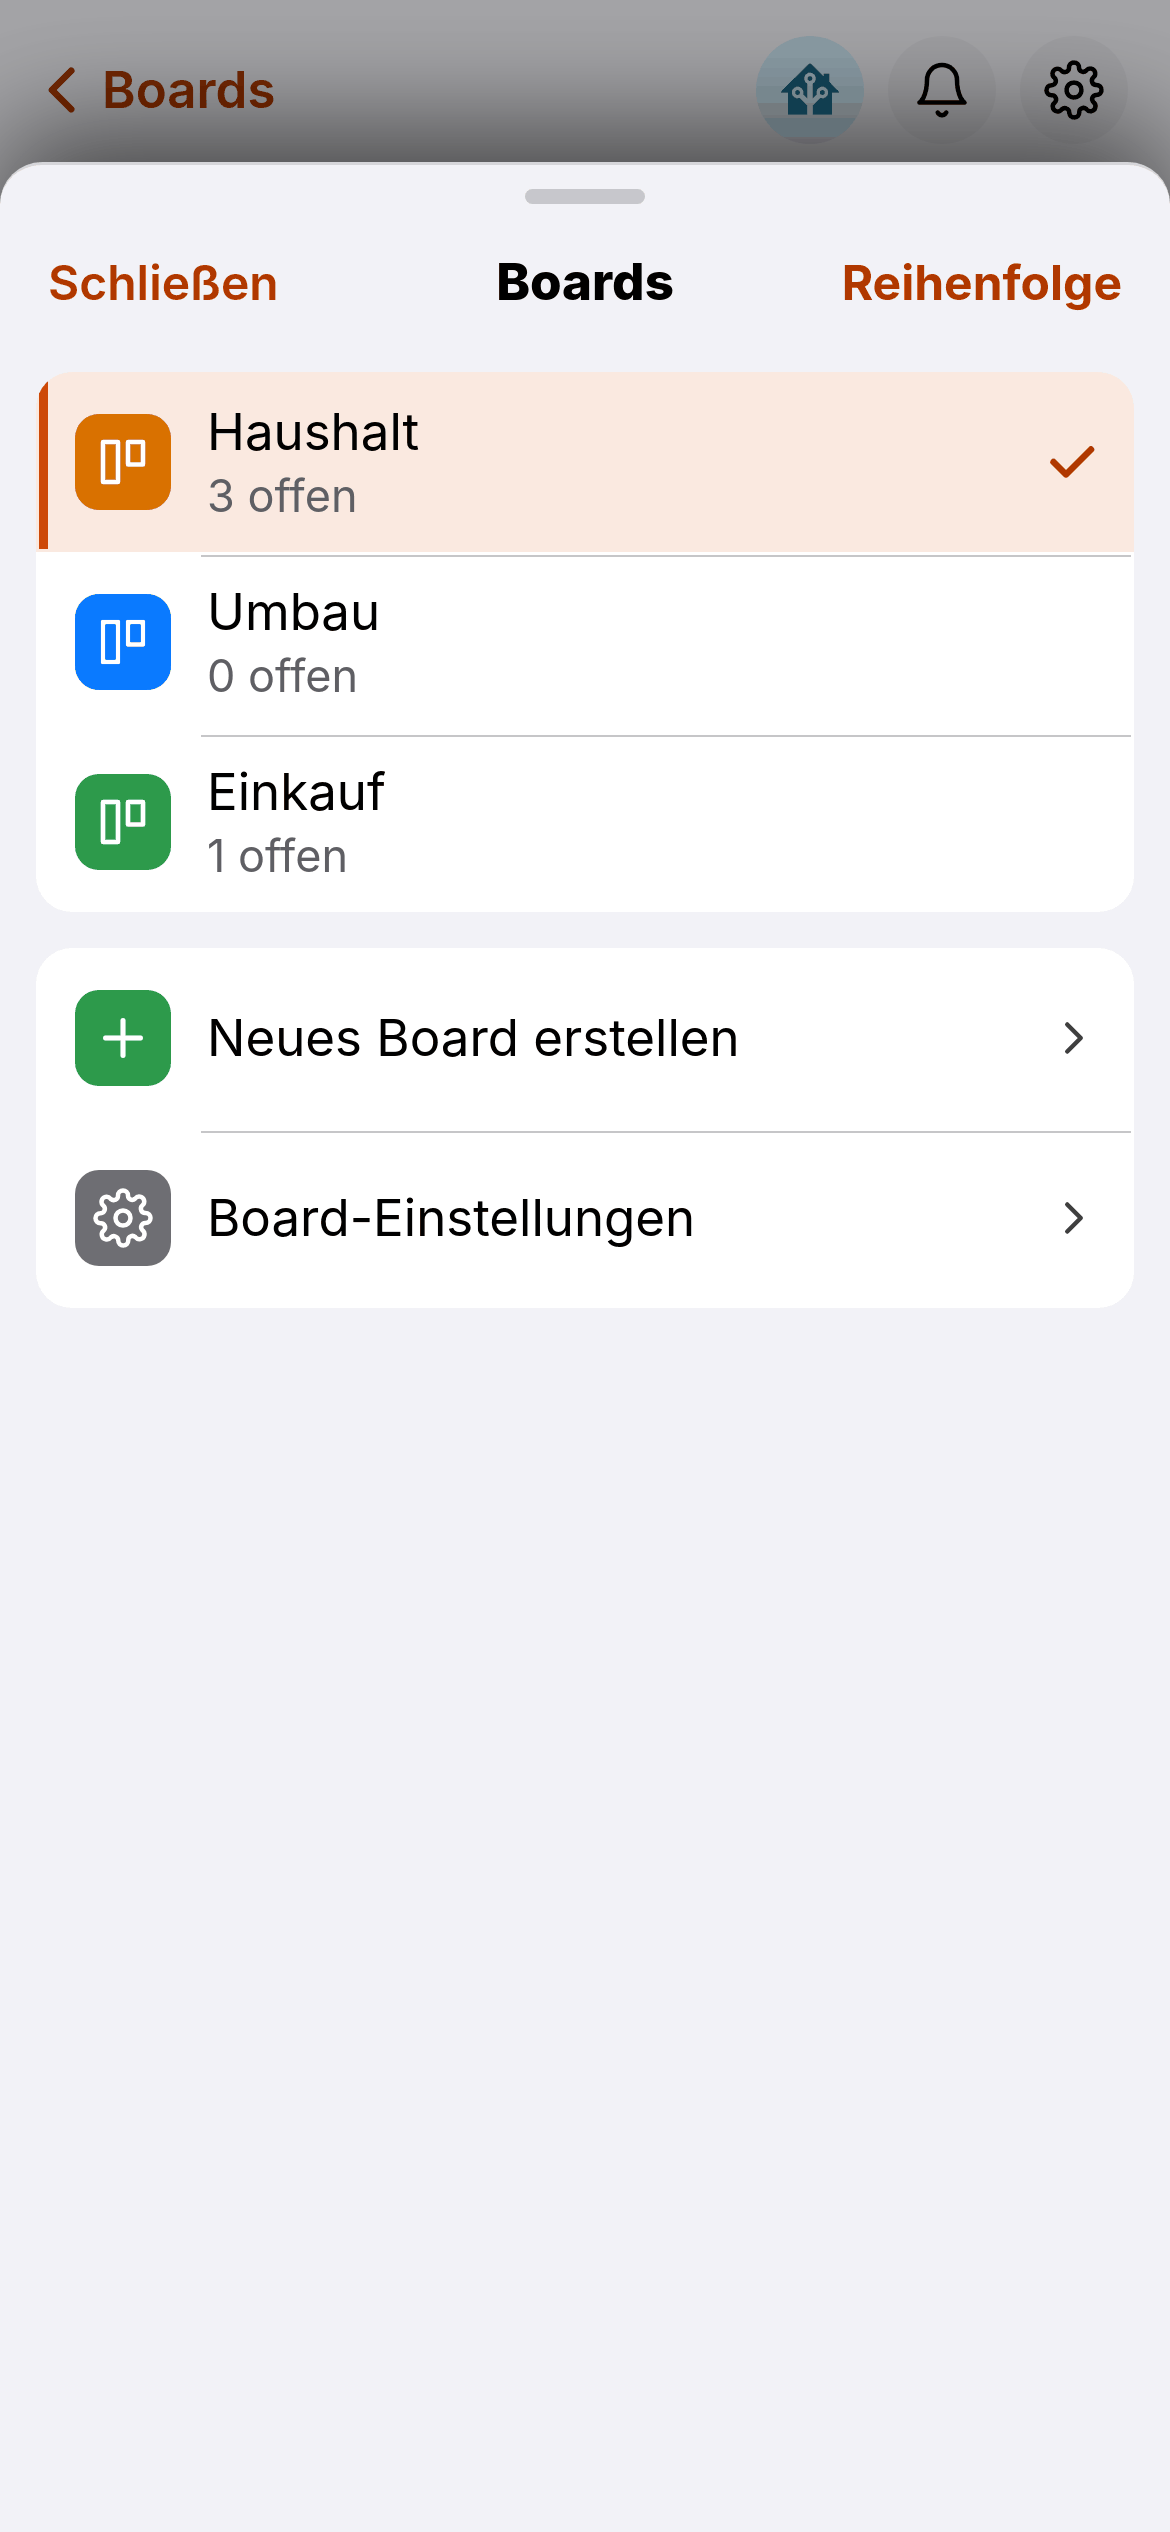 Boards
Schließen Boards Reihenfolge
Haushalt
3 offen
Umbau
0 offen
Einkauf
1 offen
Neues Board erstellen
Board-Einstellungen